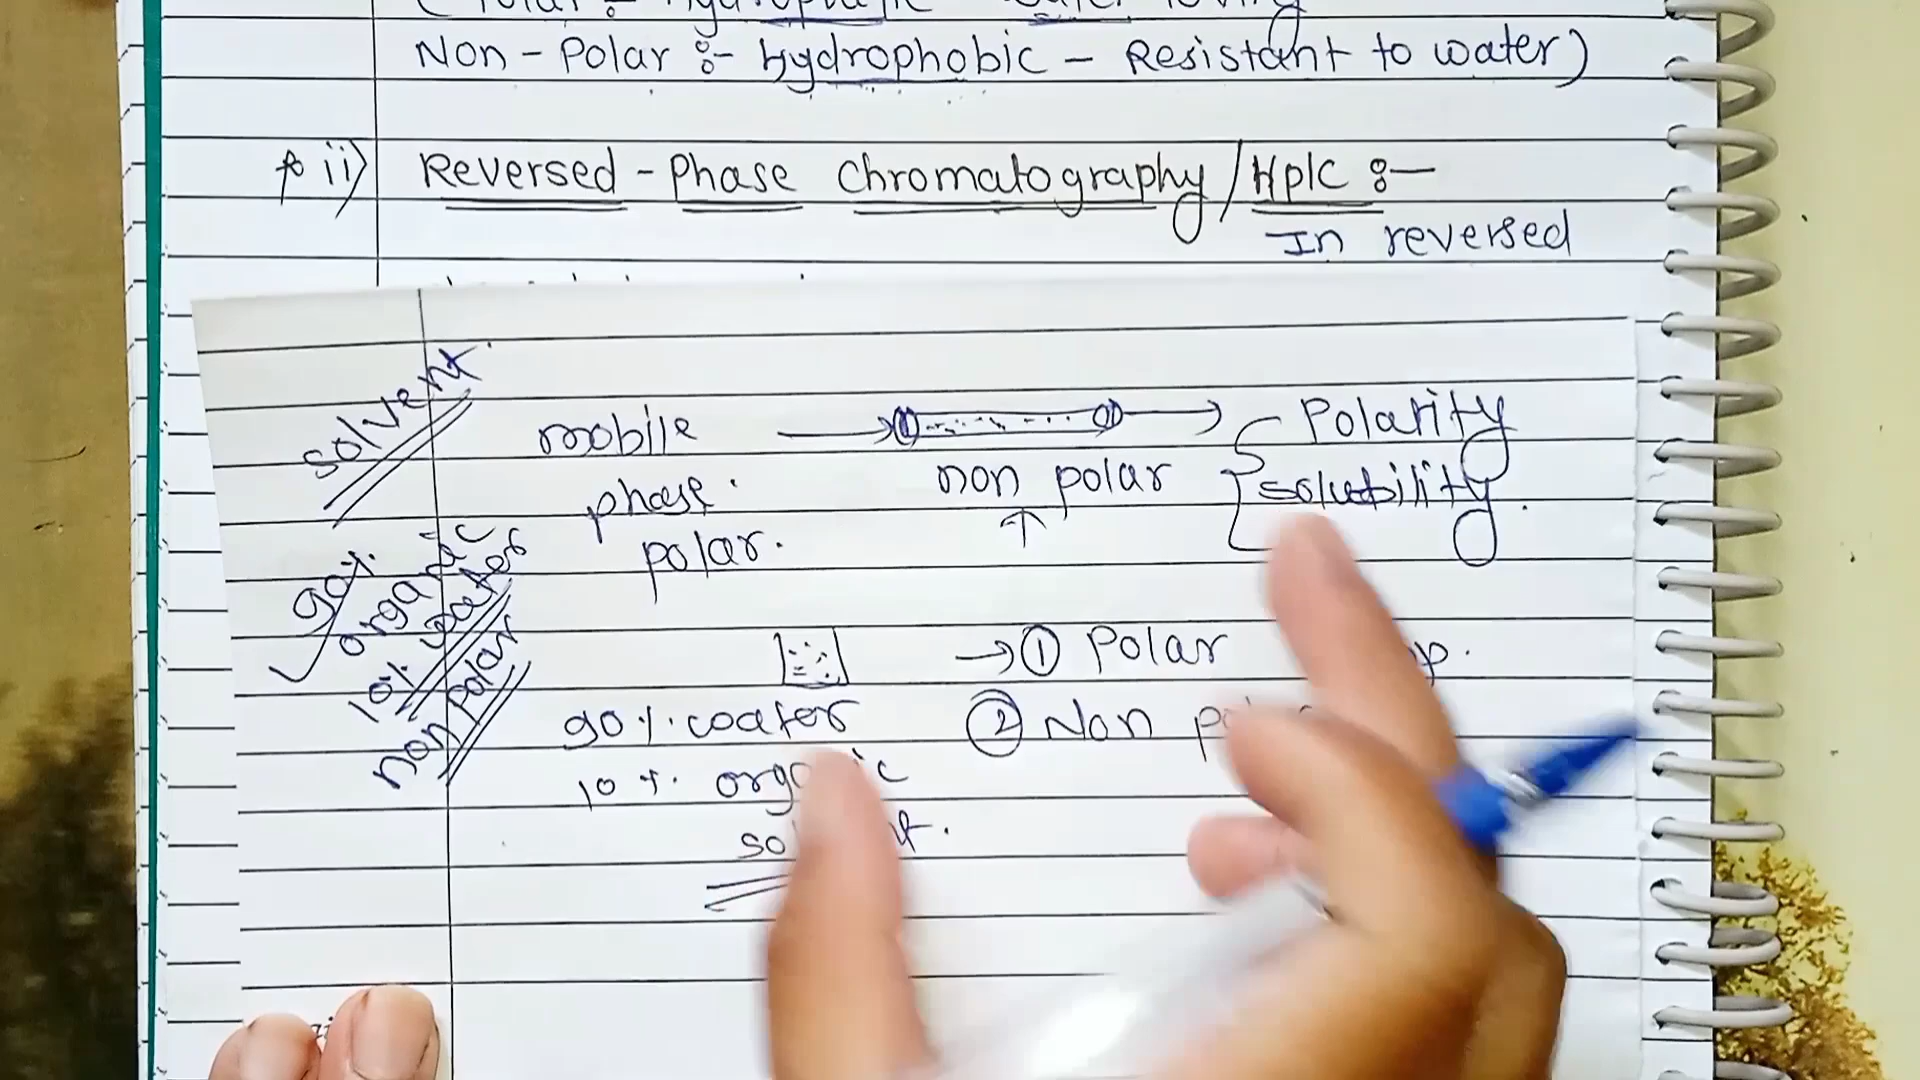 Non - Polar :- Hydrophobic - Resistant to water)
ii) Reversed - Phase Chromatography / Hplc :-
In reversed
solvent
mobile
phase.
polar.
non polar
Polarity
solubility.
90%
organic
10% water
non polar
90% water
10%
→ ① Polar
② Non